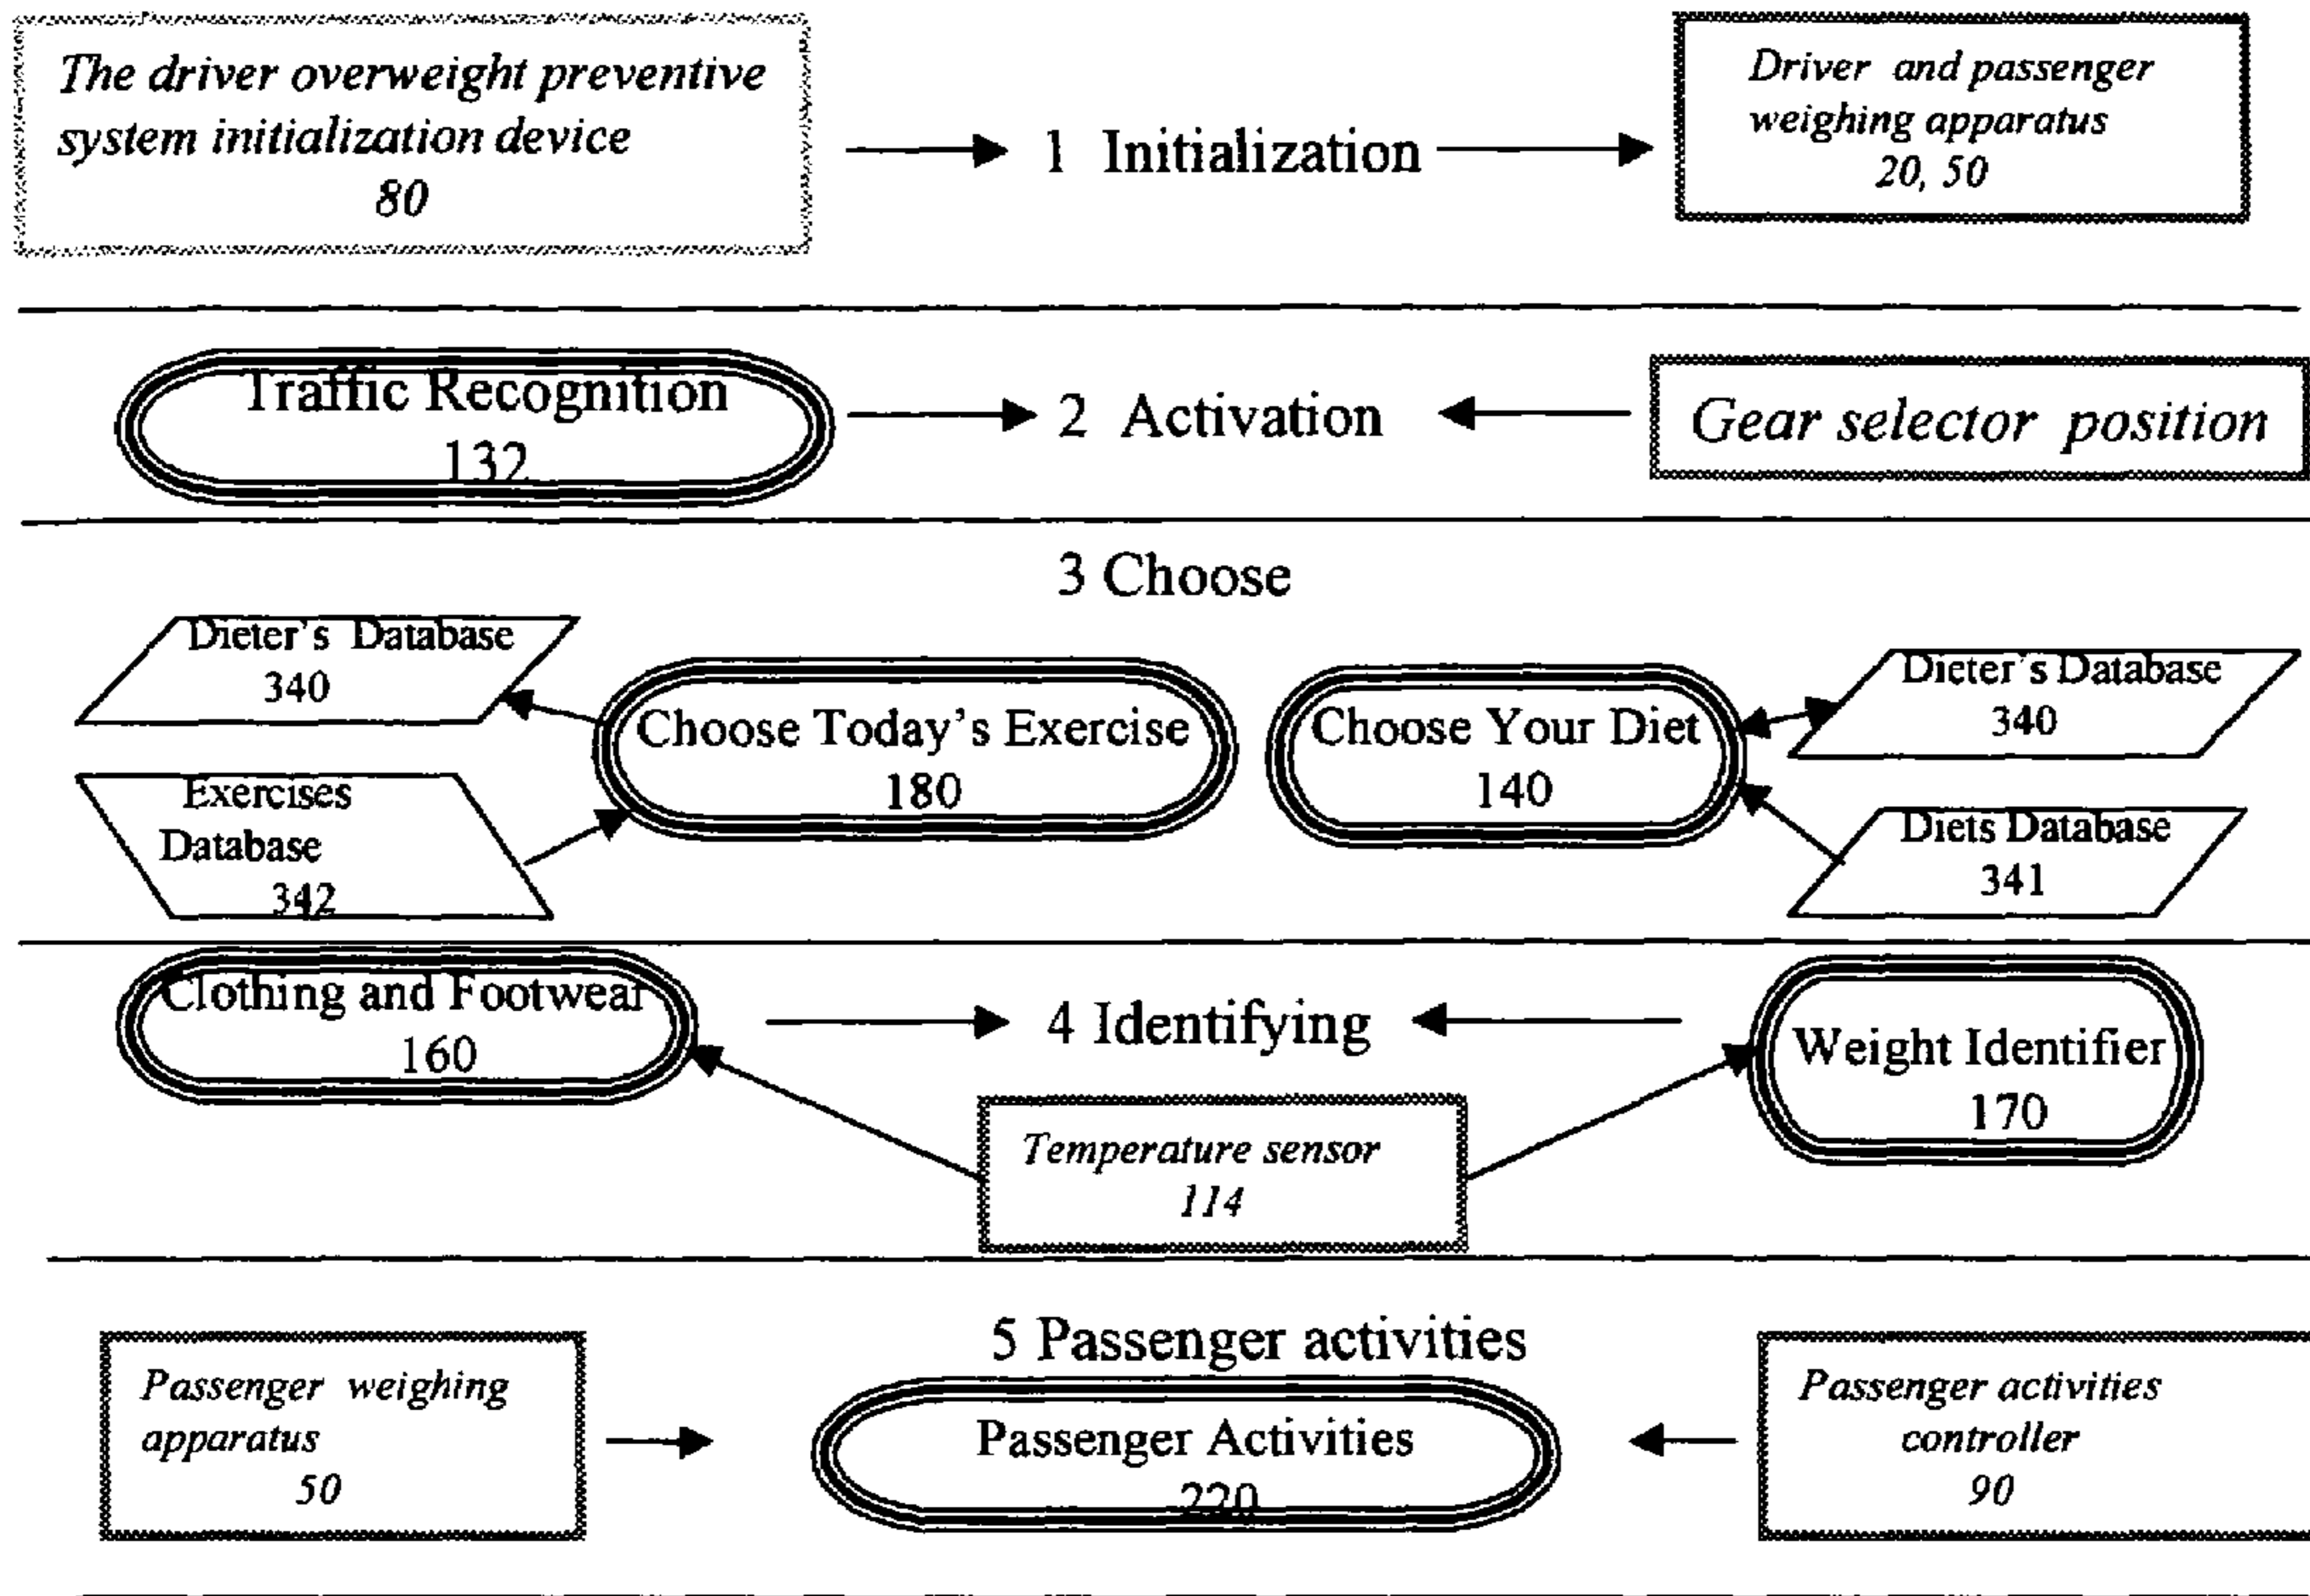 The driver overweight preventive
system initialization device
80
1 Initialization
Driver and passenger
weighing apparatus
20, 50
Traffic Recognition
132
2 Activation
Gear selector position
3 Choose
Dieter's Database
340
Exercises
Database
342
Choose Today's Exercise
180
Choose Your Diet
140
Dieter's Database
340
Diets Database
341
Clothing and Footwear
160
4 Identifying
Weight Identifier
170
Temperature sensor
114
5 Passenger activities
Passenger weighing
apparatus
50
Passenger Activities
220
Passenger activities
controller
90